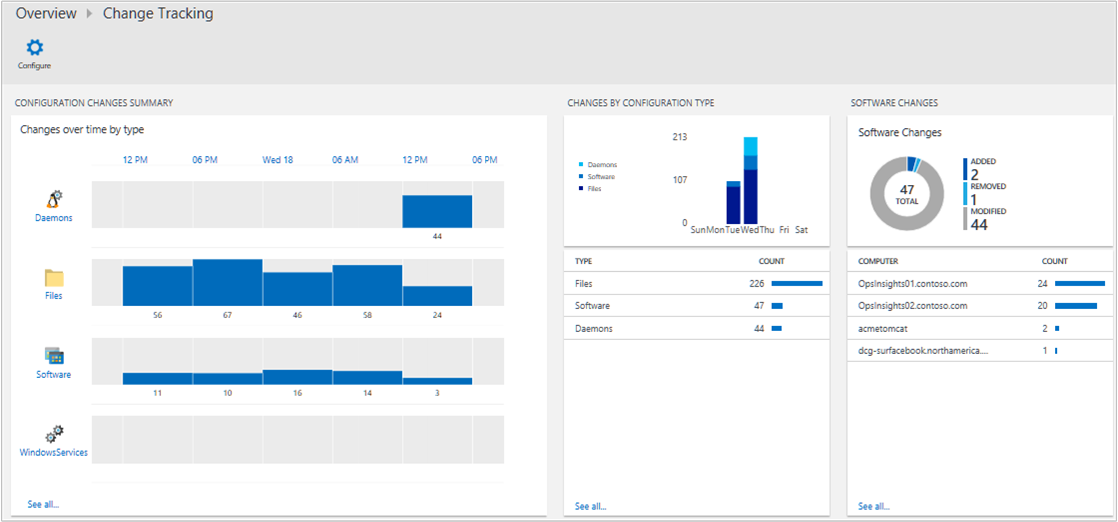 Overview Change Tracking
Configure
CONFIGURATION CHANGES SUMMARY
Changes over time by type
12 PM 06 PM Wed 18 06 AM 12 PM 06 PM
Daemons
44
Files
56 67 46 58 24
Software
11 10 16 14 3
WindowsServices
See all...
CHANGES BY CONFIGURATION TYPE
Daemons
Software
Files
213
107
0
Sun Mon Tue Wed Thu Fri Sat
TYPE COUNT
Files 226
Software 47
Daemons 44
See all...
SOFTWARE CHANGES
Software Changes
47
TOTAL
ADDED
2
REMOVED
1
MODIFIED
44
COMPUTER COUNT
OpsInsights01.contoso.com 24
OpsInsights02.contoso.com 20
acmetomcat 2
dcg-surfacebook.northamerica.... 1
See all...